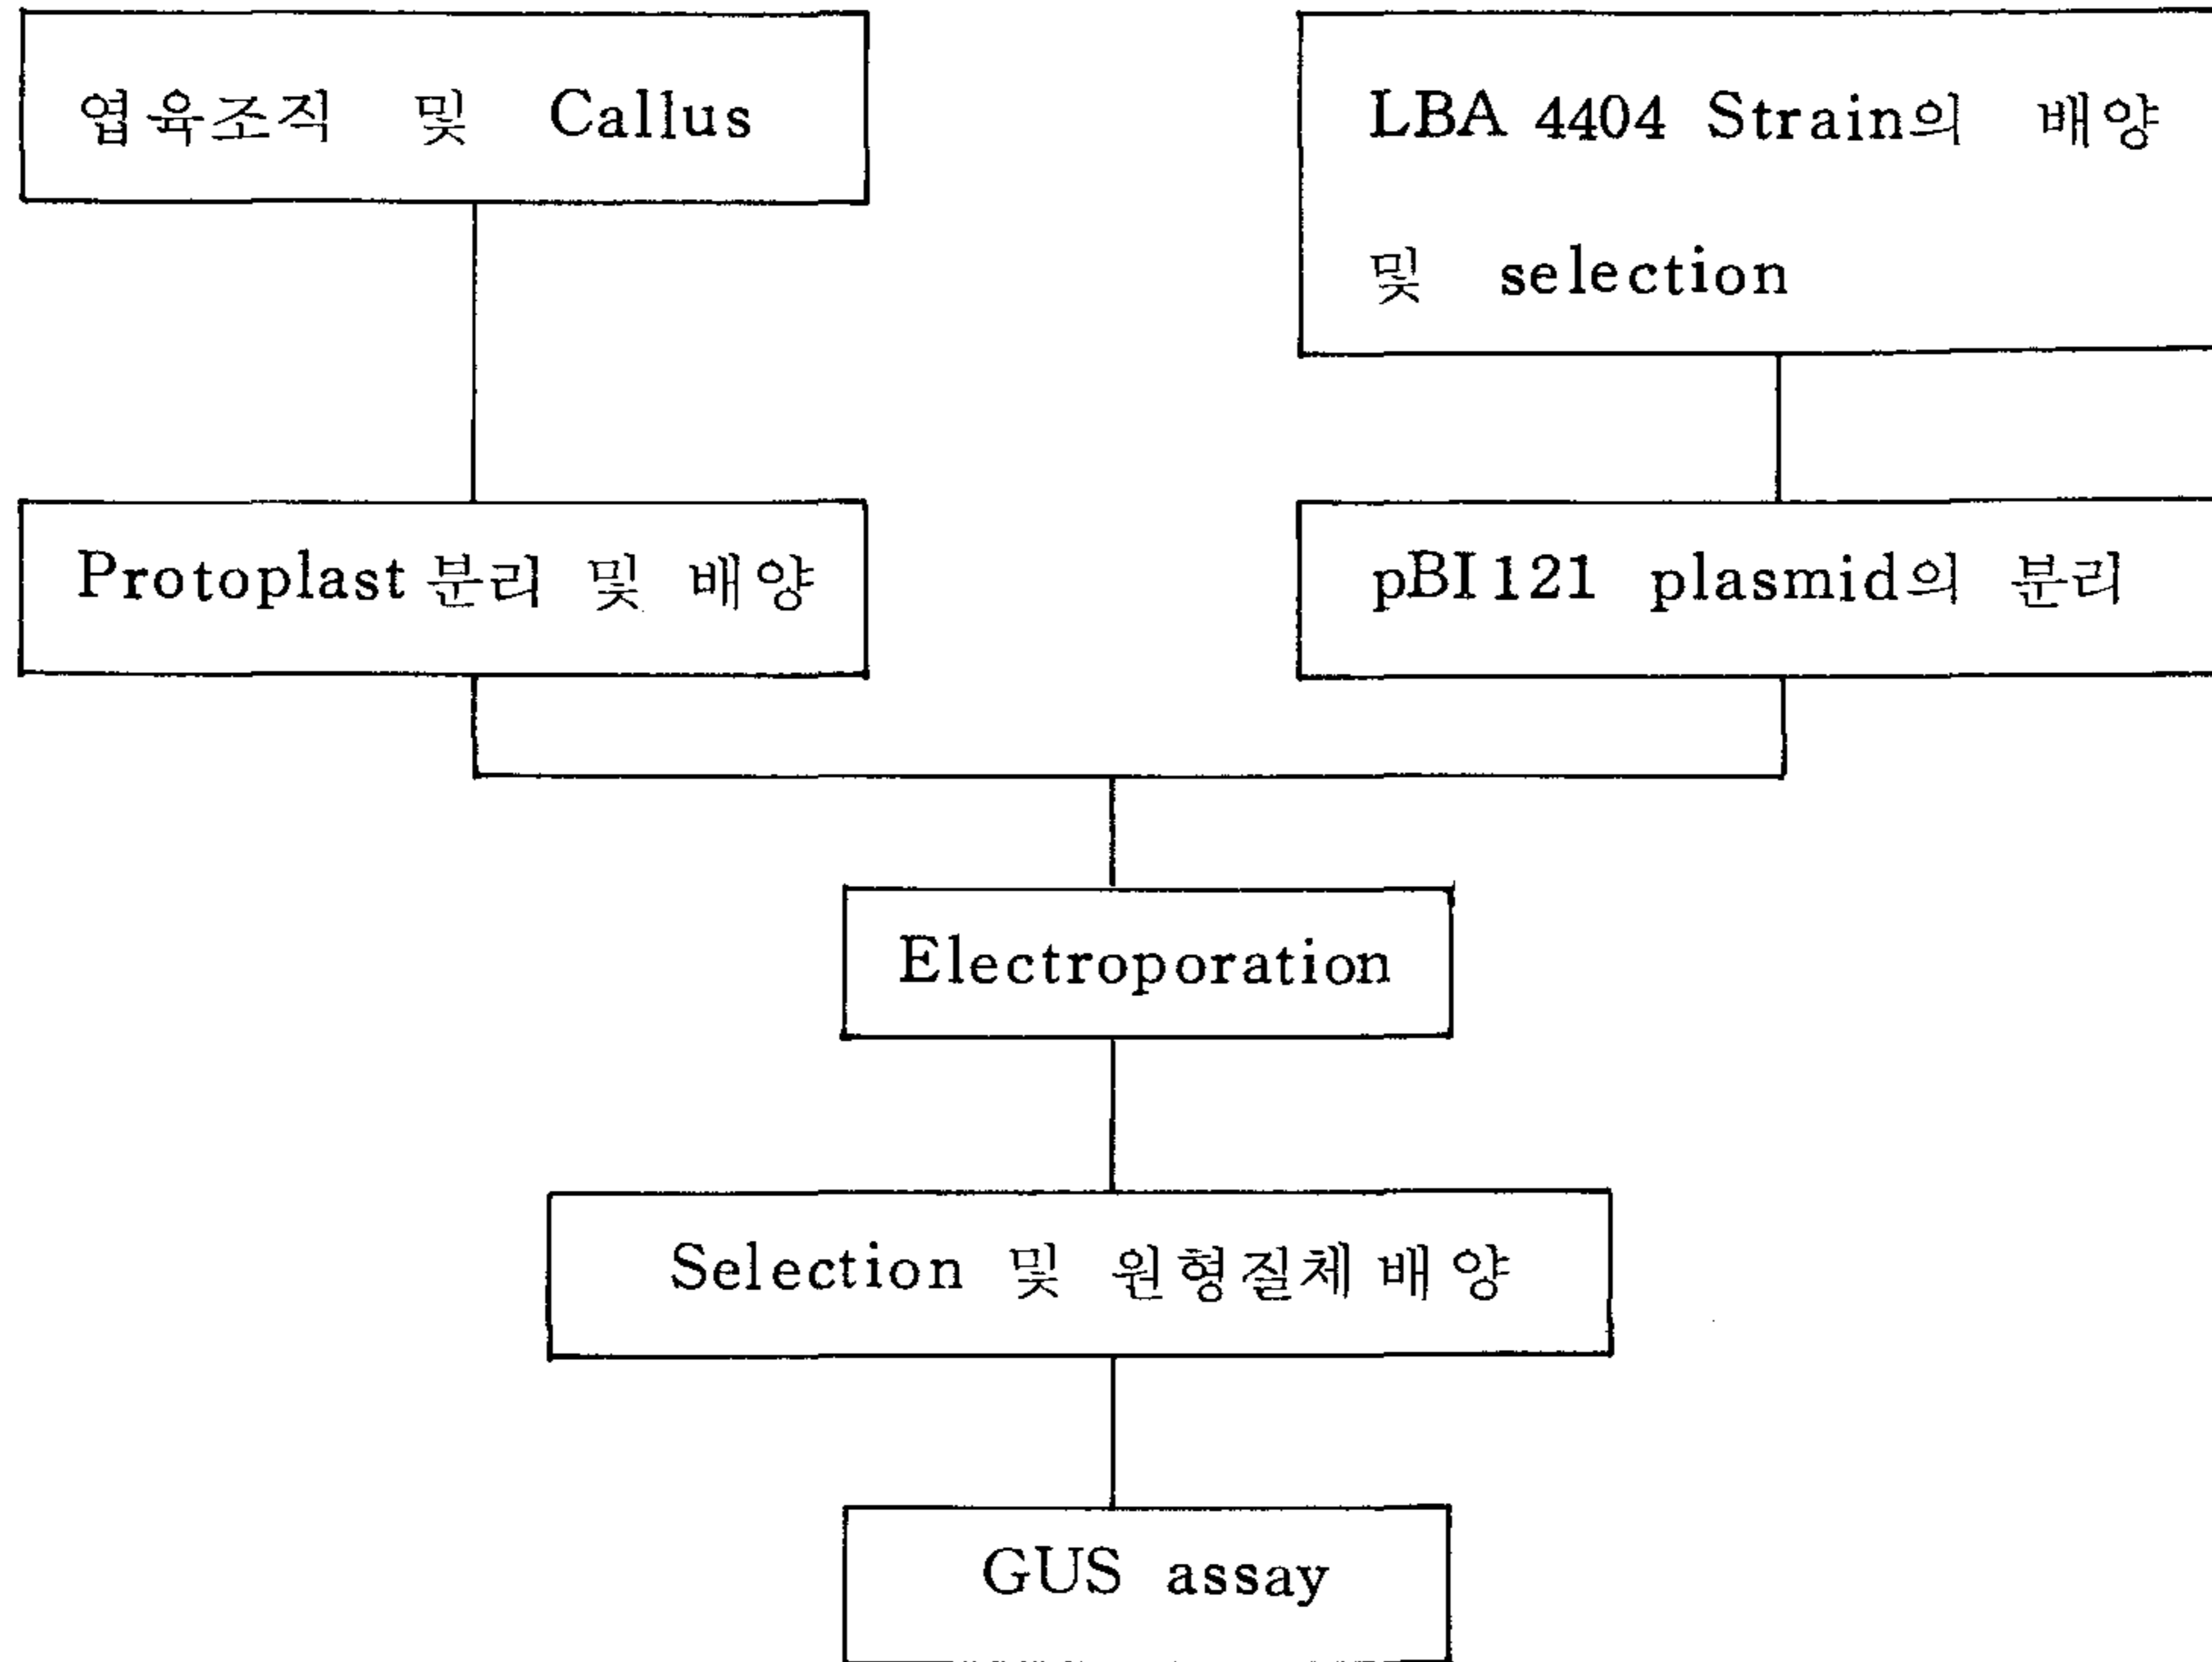 엽육조직 및 Callus
LBA 4404 Strain의 배양
및 selection
Protoplast 분리 및 배양
pBI 121 plasmid의 분리
Electroporation
Selection 및 원형질체 배양
GUS assay